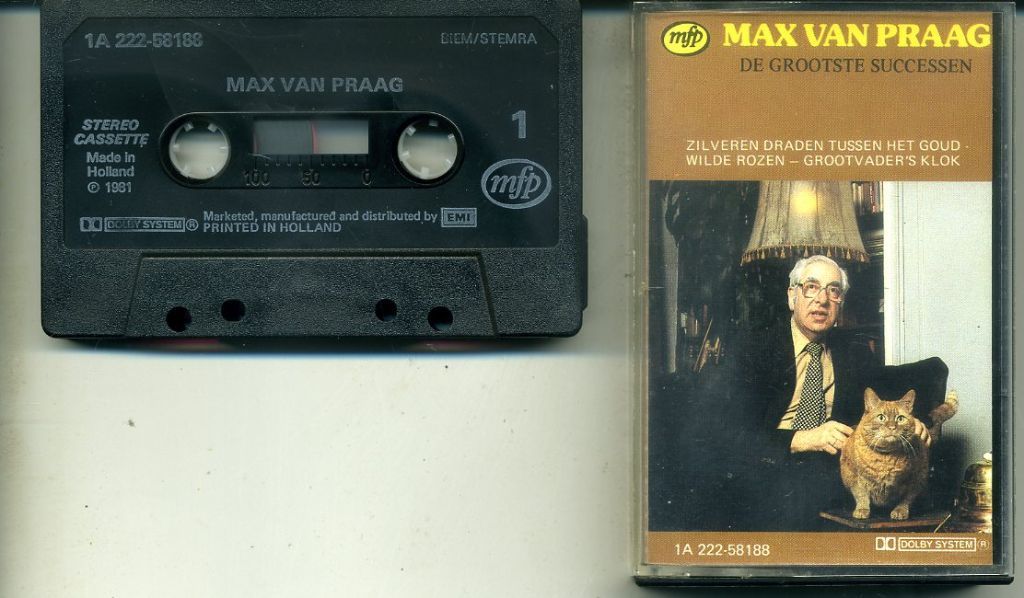 1A 222-58188
BIEM/STEMRA
MAX VAN PRAAG
STEREO
CASSETTE
1
Made in
Holland
℗ 1981
100 50 0
mfp
DOLBY SYSTEM®
Marketed, manufactured and distributed by EMI
PRINTED IN HOLLAND
mfp
MAX VAN PRAAG
DE GROOTSTE SUCCESSEN
ZILVEREN DRADEN TUSSEN HET GOUD -
WILDE ROZEN – GROOTVADER'S KLOK
1A 222-58188
DOLBY SYSTEM®